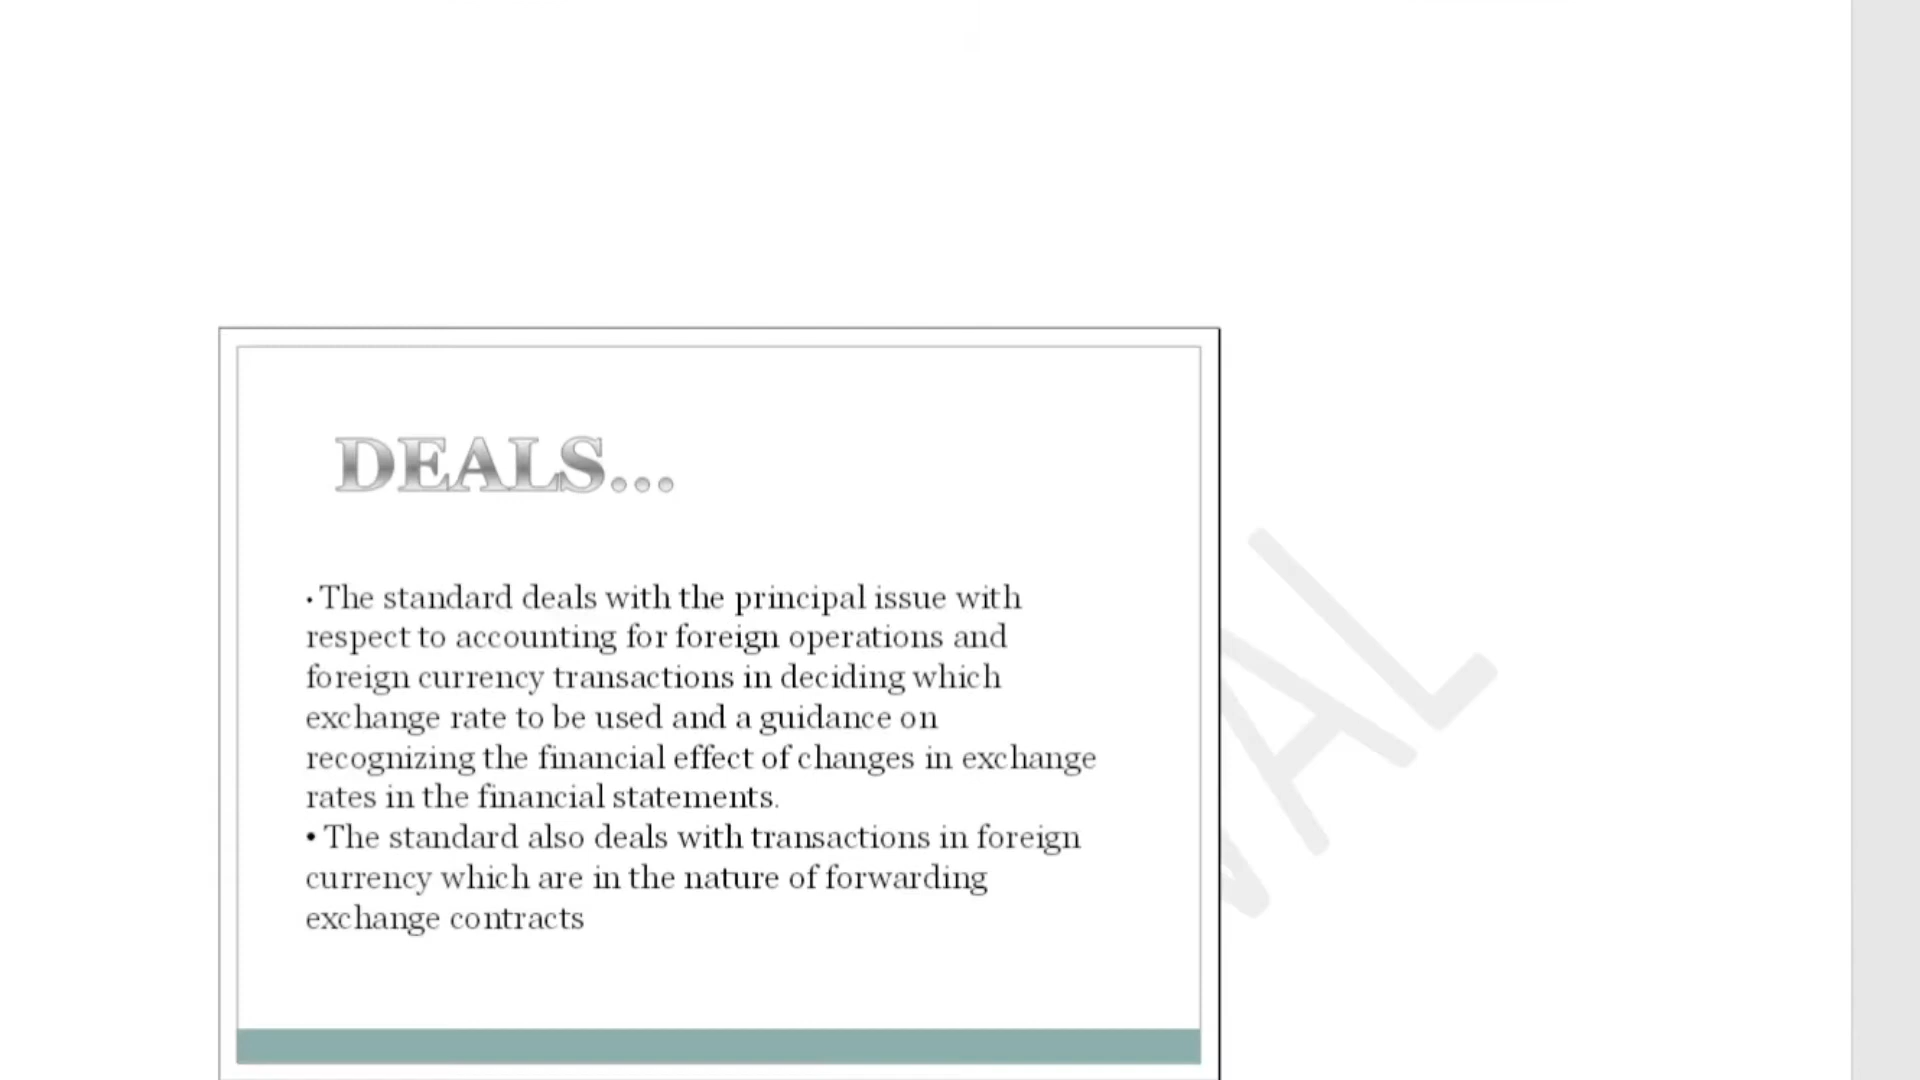 DEALS...
• The standard deals with the principal issue with
respect to accounting for foreign operations and
foreign currency transactions in deciding which
exchange rate to be used and a guidance on
recognizing the financial effect of changes in exchange
rates in the financial statements.
• The standard also deals with transactions in foreign
currency which are in the nature of forwarding
exchange contracts
VAL